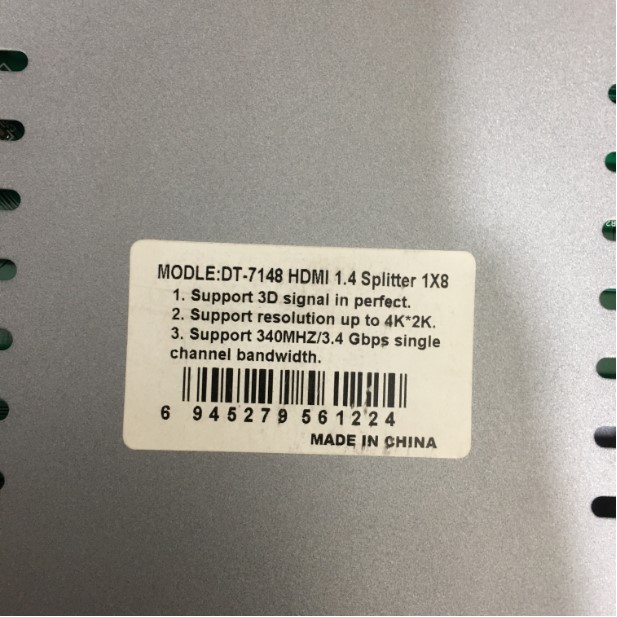 MODLE:DT-7148 HDMI 1.4 Splitter 1X8
1. Support 3D signal in perfect.
2. Support resolution up to 4K*2K.
3. Support 340MHZ/3.4 Gbps single
channel bandwidth.
6 945279 561224
MADE IN CHINA